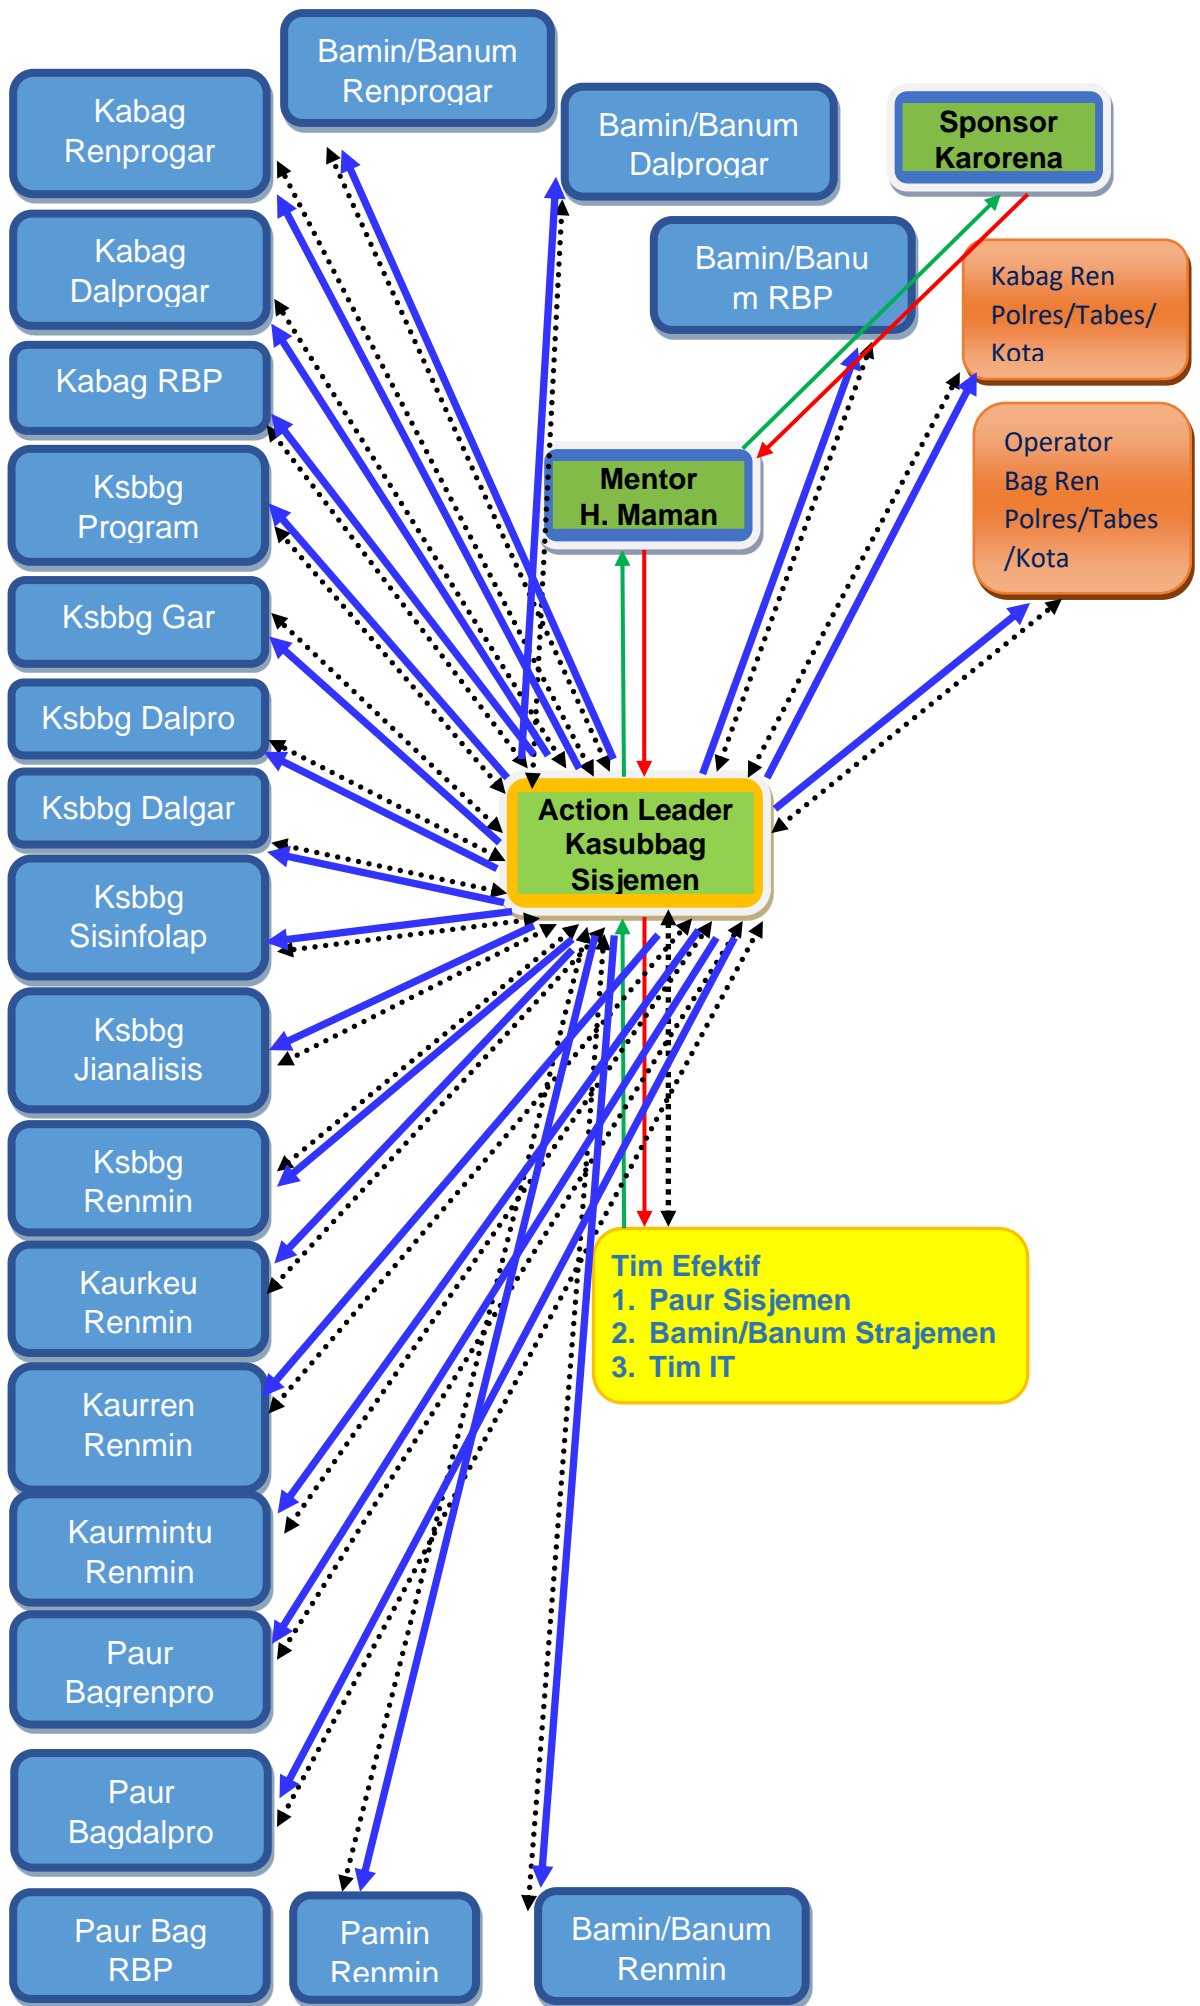 Bamin/Banum
Renprogar
Kabag
Renprogar
Bamin/Banum
Dalprogar
Sponsor
Karorena
Kabag
Dalprogar
Bamin/Banu
m RBP
Kabag Ren
Polres/Tabes/
Kota
Kabag RBP
Operator
Bag Ren
Polres/Tabes
/Kota
Mentor
H. Maman
Ksbbg
Program
Ksbbg Gar
Ksbbg Dalpro
Ksbbg Dalgar
Action Leader
Kasubbag
Sisjemen
Ksbbg
Sisinfolap
Ksbbg
Jianalisis
Ksbbg
Renmin
Kaurkeu
Renmin
Tim Efektif
1. Paur Sisjemen
2. Bamin/Banum Strajemen
3. Tim IT
Kaurren
Renmin
Kaurmintu
Renmin
Paur
Bagrenpro
Paur
Bagdalpro
Paur Bag
RBP
Pamin
Renmin
Bamin/Banum
Renmin